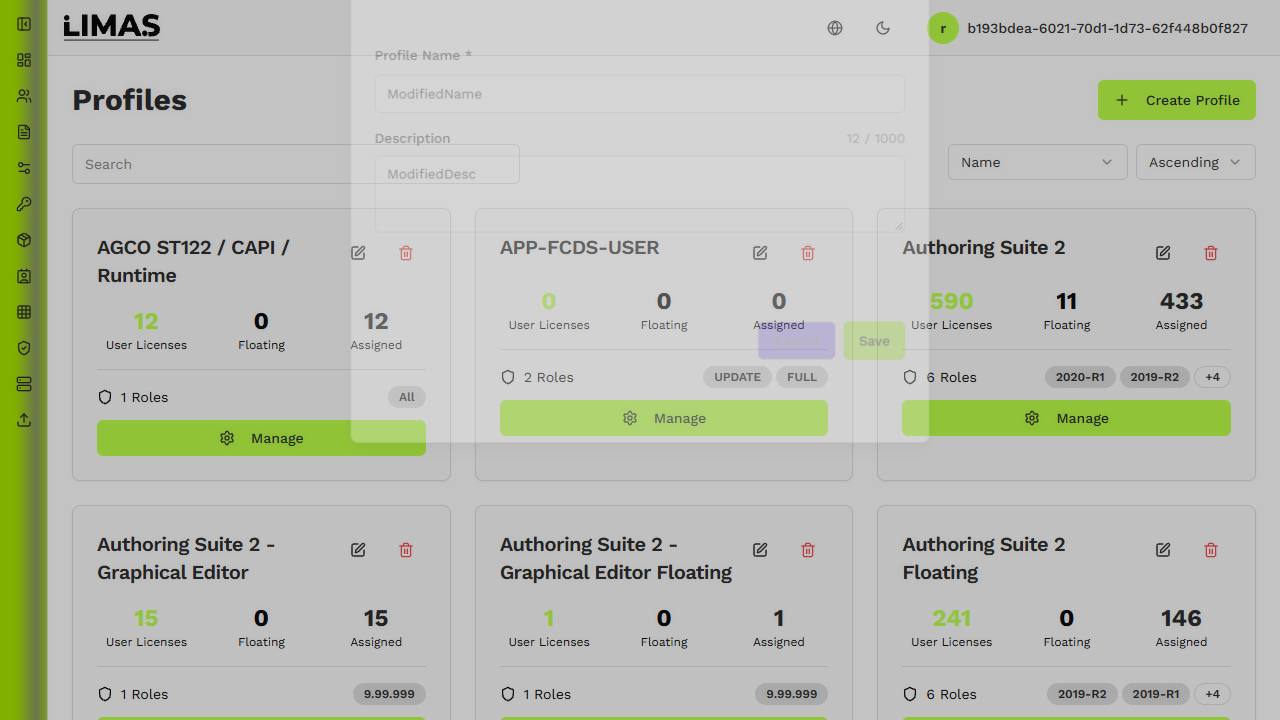 LIMAS
r b193bdea-6021-70d1-1d73-62f448b0f827
Profile Name *
ModifiedName
Description 12 / 1000
ModifiedDesc
Save
Profiles
Create Profile
Search
Name
Ascending
AGCO ST122 / CAPI /
Runtime
12 0 12
User Licenses Floating Assigned
1 Roles All
Manage
APP-FCDS-USER
0 0 0
User Licenses Floating Assigned
2 Roles UPDATE FULL
Manage
Authoring Suite 2
590 11 433
User Licenses Floating Assigned
6 Roles 2020-R1 2019-R2 +4
Manage
Authoring Suite 2 -
Graphical Editor
15 0 15
User Licenses Floating Assigned
1 Roles 9.99.999
Authoring Suite 2 -
Graphical Editor Floating
1 0 1
User Licenses Floating Assigned
1 Roles 9.99.999
Authoring Suite 2
Floating
241 0 146
User Licenses Floating Assigned
6 Roles 2019-R2 2019-R1 +4